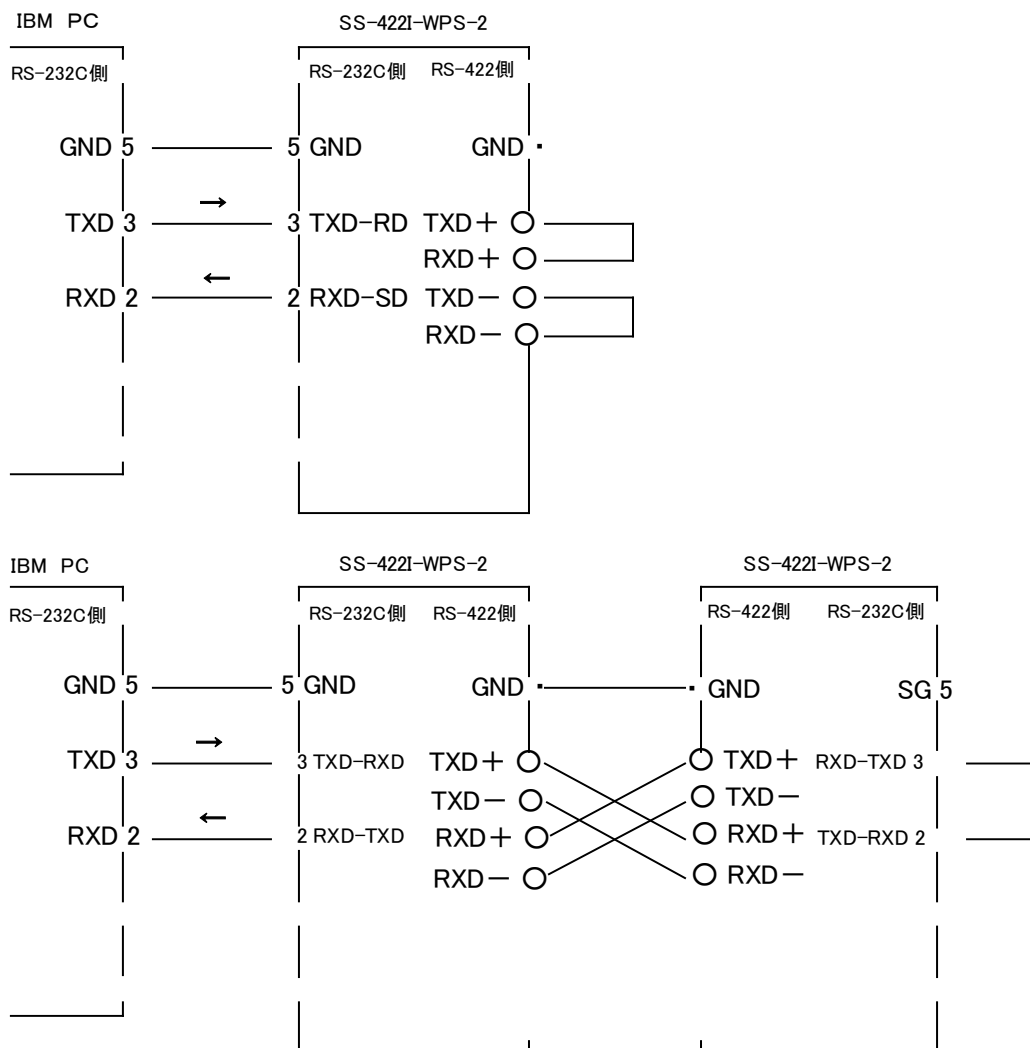 IBM PC
SS-422I-WPS-2
RS-232C側
RS-232C側 RS-422側
GND 5
5 GND
GND
→
TXD 3
3 TXD-RD
TXD+
RXD+
←
RXD 2
2 RXD-SD
TXD-
RXD-
IBM PC
SS-422I-WPS-2
SS-422I-WPS-2
RS-232C側
RS-232C側 RS-422側
RS-422側 RS-232C側
GND 5
5 GND
GND
GND
SG 5
→
TXD 3
3 TXD-RXD
TXD+
TXD+
RXD-TXD 3
TXD-
TXD-
←
RXD 2
2 RXD-TXD
RXD+
RXD+
TXD-RXD 2
RXD-
RXD-